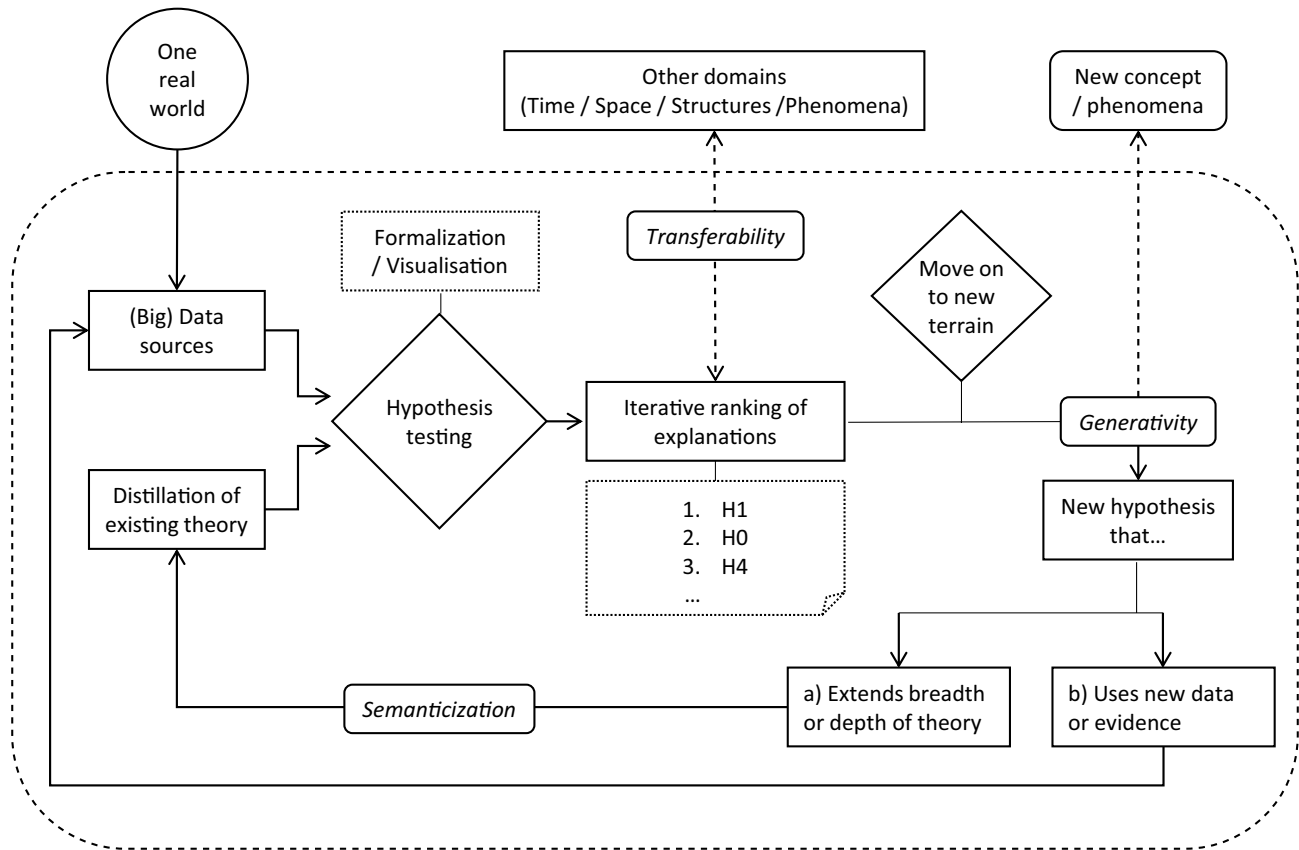 One
real
world
Other domains
(Time / Space / Structures /Phenomena)
New concept
/ phenomena
Formalization
/ Visualisation
Transferability
Move on
to new
terrain
(Big) Data
sources
Hypothesis
testing
Iterative ranking of
explanations
Generativity
Distillation of
existing theory
1. H1
2. H0
3. H4
...
New hypothesis
that...
Semanticization
a) Extends breadth
or depth of theory
b) Uses new data
or evidence